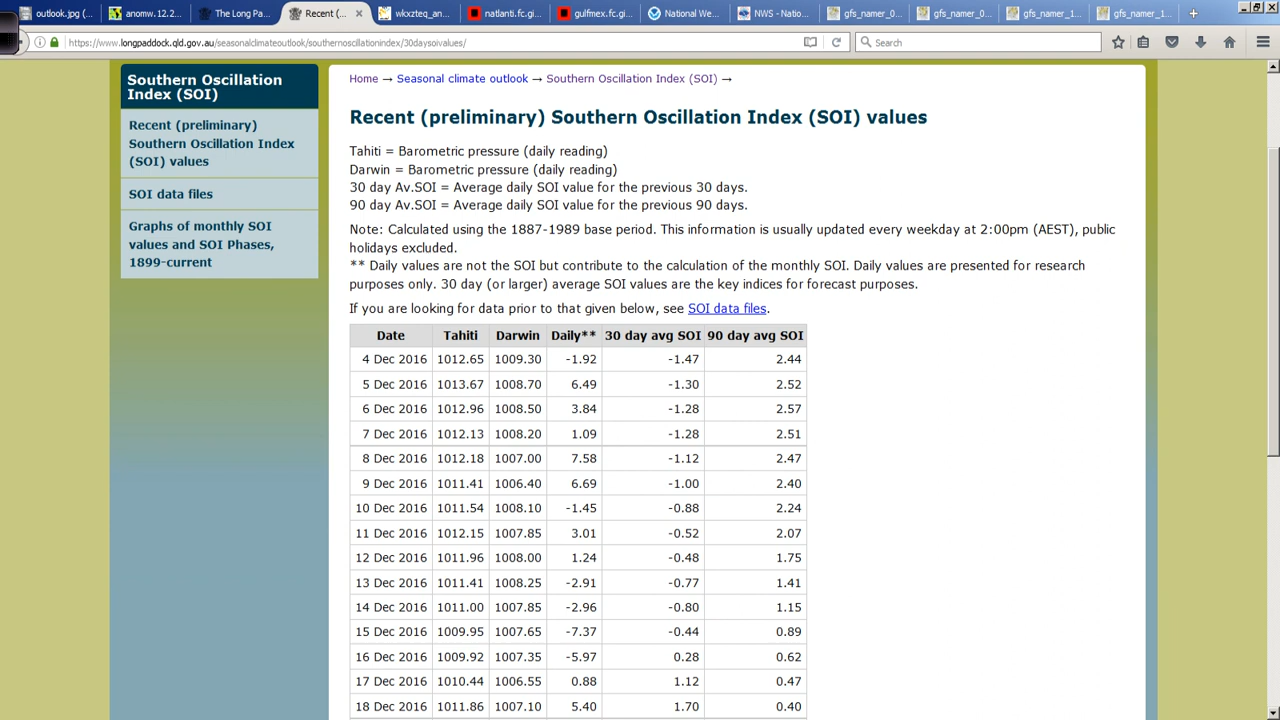 outlook.jpg (
anomw.12.2...
The Long Pa...
Recent (...
wkxzteq_an...
natlanti.fc.gi...
gulfmex.fc.gi...
National We...
NWS - Natio...
gfs_namer_0...
gfs_namer_0...
gfs_namer_1...
gfs_namer_1...
https://www.longpaddock.qld.gov.au/seasonalclimateoutlook/southernoscillationindex/30daysoivalues/
Search
Southern Oscillation
Index (SOI)
Recent (preliminary)
Southern Oscillation Index
(SOI) values
SOI data files
Graphs of monthly SOI
values and SOI Phases,
1899-current
Home → Seasonal climate outlook → Southern Oscillation Index (SOI) →
Recent (preliminary) Southern Oscillation Index (SOI) values
Tahiti = Barometric pressure (daily reading)
Darwin = Barometric pressure (daily reading)
30 day Av.SOI = Average daily SOI value for the previous 30 days.
90 day Av.SOI = Average daily SOI value for the previous 90 days.
Note: Calculated using the 1887-1989 base period. This information is usually updated every weekday at 2:00pm (AEST), public
holidays excluded.
** Daily values are not the SOI but contribute to the calculation of the monthly SOI. Daily values are presented for research
purposes only. 30 day (or larger) average SOI values are the key indices for forecast purposes.
If you are looking for data prior to that given below, see SOI data files.
Date Tahiti Darwin Daily** 30 day avg SOI 90 day avg SOI
4 Dec 2016 1012.65 1009.30 -1.92 -1.47 2.44
5 Dec 2016 1013.67 1008.70 6.49 -1.30 2.52
6 Dec 2016 1012.96 1008.50 3.84 -1.28 2.57
7 Dec 2016 1012.13 1008.20 1.09 -1.28 2.51
8 Dec 2016 1012.18 1007.00 7.58 -1.12 2.47
9 Dec 2016 1011.41 1006.40 6.69 -1.00 2.40
10 Dec 2016 1011.54 1008.10 -1.45 -0.88 2.24
11 Dec 2016 1012.15 1007.85 3.01 -0.52 2.07
12 Dec 2016 1011.96 1008.00 1.24 -0.48 1.75
13 Dec 2016 1011.41 1008.25 -2.91 -0.77 1.41
14 Dec 2016 1011.00 1007.85 -2.96 -0.80 1.15
15 Dec 2016 1009.95 1007.65 -7.37 -0.44 0.89
16 Dec 2016 1009.92 1007.35 -5.97 0.28 0.62
17 Dec 2016 1010.44 1006.55 0.88 1.12 0.47
18 Dec 2016 1011.86 1007.10 5.40 1.70 0.40